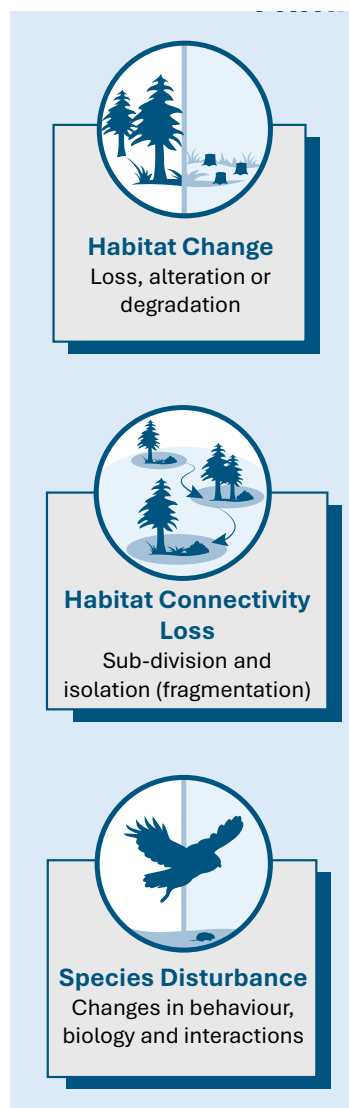 Habitat Change
Loss, alteration or
degradation
Habitat Connectivity
Loss
Sub-division and
isolation (fragmentation)
Species Disturbance
Changes in behaviour,
biology and interactions